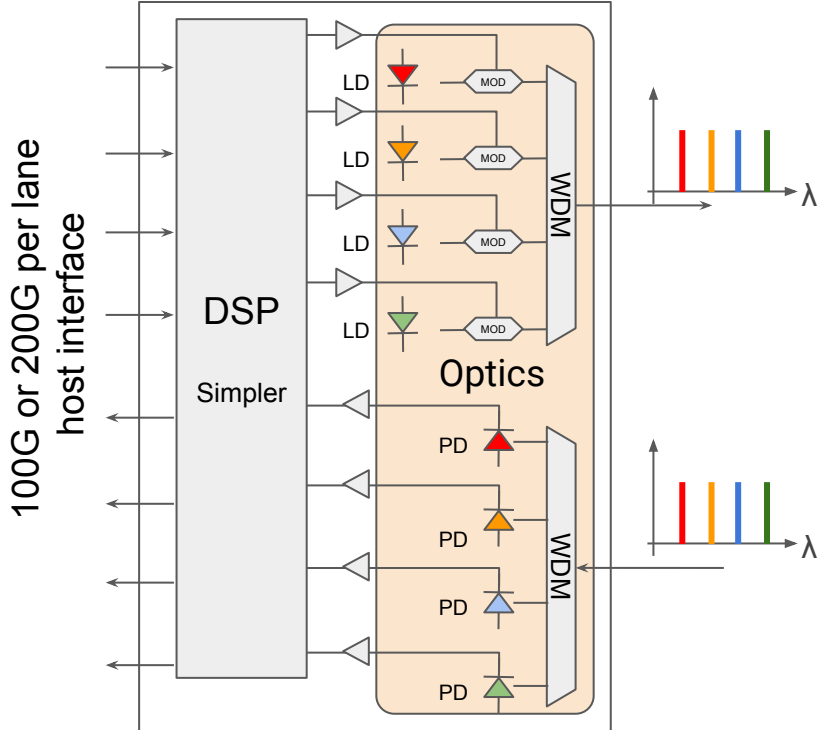 100G or 200G per lane
host interface
DSP
Simpler
LD
MOD
LD
MOD
LD
MOD
LD
MOD
WDM
λ
Optics
PD
PD
PD
PD
WDM
λ